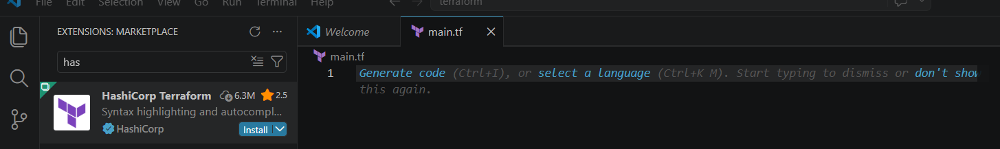 File Edit Selection View Go Run Terminal Help
terraform
EXTENSIONS: MARKETPLACE
Welcome
main.tf
has
main.tf
1 Generate code (Ctrl+I), or select a language (Ctrl+K M). Start typing to dismiss or don't show
this again.
HashiCorp Terraform 6.3M 2.5
Syntax highlighting and autocompl...
HashiCorp
Install